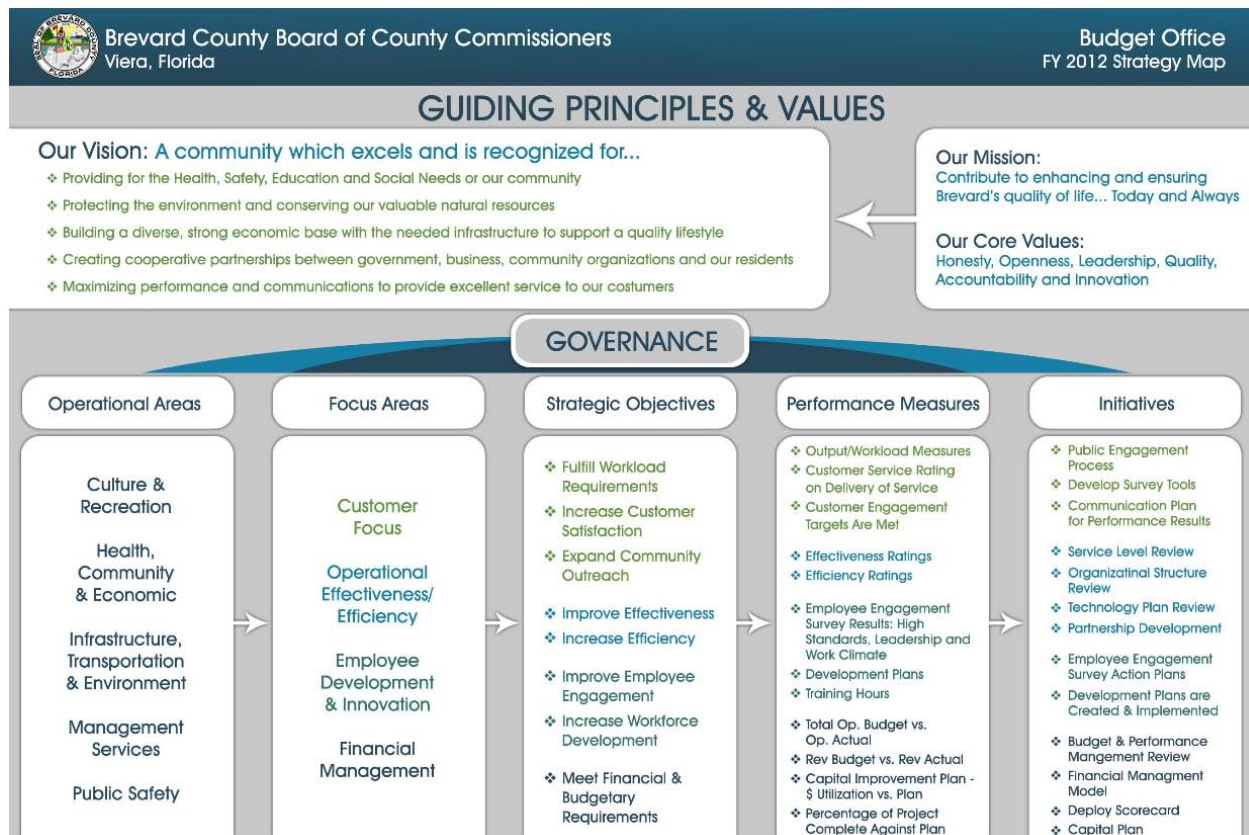 Brevard County Board of County Commissioners
Viera, Florida
Budget Office
FY 2012 Strategy Map
GUIDING PRINCIPLES & VALUES
Our Vision: A community which excels and is recognized for...
❖ Providing for the Health, Safety, Education and Social Needs or our community
❖ Protecting the environment and conserving our valuable natural resources
❖ Building a diverse, strong economic base with the needed infrastructure to support a quality lifestyle
❖ Creating cooperative partnerships between government, business, community organizations and our residents
❖ Maximizing performance and communications to provide excellent service to our costumers
Our Mission:
Contribute to enhancing and ensuring
Brevard's quality of life... Today and Always
Our Core Values:
Honesty, Openness, Leadership, Quality,
Accountability and Innovation
GOVERNANCE
Operational Areas
Culture &
Recreation
Health,
Community
& Economic
Infrastructure,
Transportation
& Environment
Management
Services
Public Safety
Focus Areas
Customer
Focus
Operational
Effectiveness/
Efficiency
Employee
Development
& Innovation
Financial
Management
Strategic Objectives
❖ Fulfill Workload
Requirements
❖ Increase Customer
Satisfaction
❖ Expand Community
Outreach
❖ Improve Effectiveness
❖ Increase Efficiency
❖ Improve Employee
Engagement
❖ Increase Workforce
Development
❖ Meet Financial &
Budgetary
Requirements
Performance Measures
❖ Output/Workload Measures
❖ Customer Service Rating
on Delivery of Service
❖ Customer Engagement
Targets Are Met
❖ Effectiveness Ratings
❖ Efficiency Ratings
❖ Employee Engagement
Survey Results: High
Standards, Leadership and
Work Climate
❖ Development Plans
❖ Training Hours
❖ Total Op. Budget vs.
Op. Actual
❖ Rev Budget vs. Rev Actual
❖ Capital Improvement Plan -
$ Utilization vs. Plan
❖ Percentage of Project
Complete Against Plan
Initiatives
❖ Public Engagement
Process
❖ Develop Survey Tools
❖ Communication Plan
for Performance Results
❖ Service Level Review
❖ Organizatinal Structure
Review
❖ Technology Plan Review
❖ Partnership Development
❖ Employee Engagement
Survey Action Plans
❖ Development Plans are
Created & Implemented
❖ Budget & Performance
Mangement Review
❖ Financial Managment
Model
❖ Deploy Scorecard
❖ Capital Plan